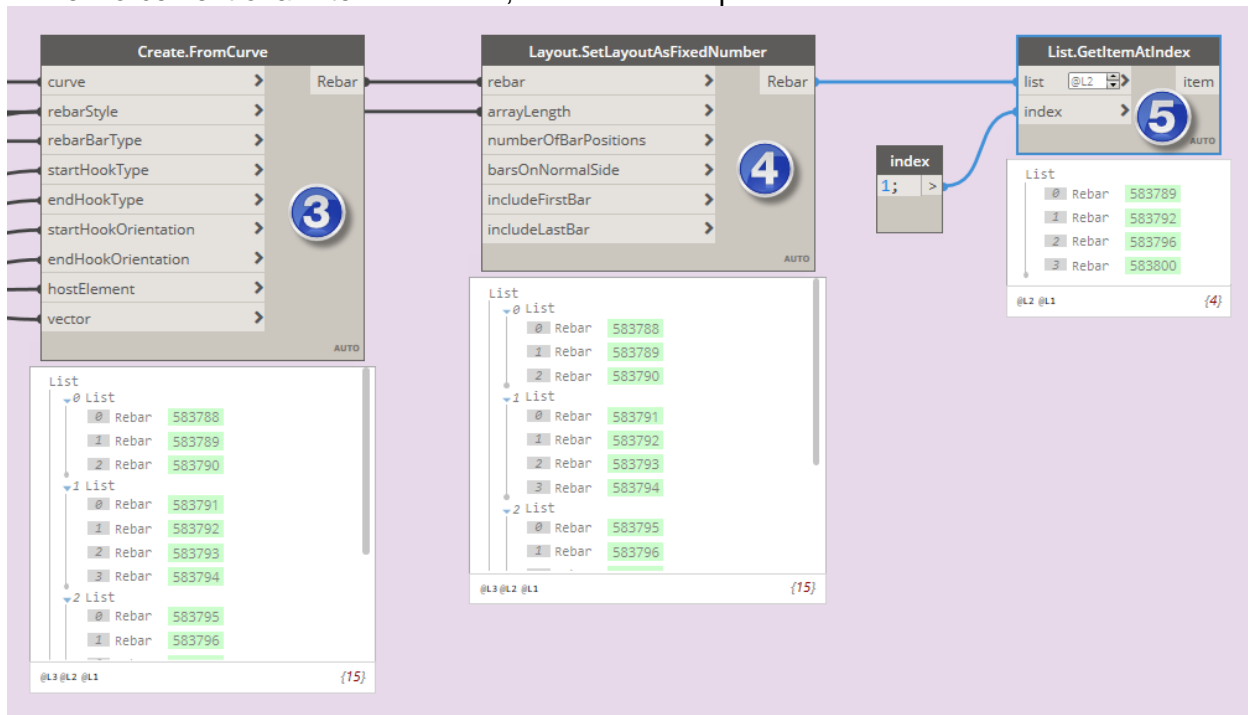 Create.FromCurve
curve > Rebar
rebarStyle >
rebarBarType >
startHookType >
endHookType >
startHookOrientation >
endHookOrientation >
hostElement >
vector >
3
AUTO
List
0 List
0 Rebar 583788
1 Rebar 583789
2 Rebar 583790
1 List
0 Rebar 583791
1 Rebar 583792
2 Rebar 583793
3 Rebar 583794
2 List
0 Rebar 583795
1 Rebar 583796
@L3 @L2 @L1 {15}
Layout.SetLayoutAsFixedNumber
rebar > Rebar
arrayLength >
numberOfBarPositions >
barsOnNormalSide >
includeFirstBar >
includeLastBar >
4
AUTO
List
0 List
0 Rebar 583788
1 Rebar 583789
2 Rebar 583790
1 List
0 Rebar 583791
1 Rebar 583792
2 Rebar 583793
3 Rebar 583794
2 List
0 Rebar 583795
1 Rebar 583796
@L3 @L2 @L1 {15}
index
1; >
List.GetItemAtIndex
list @L2 > item
index >
5
AUTO
List
0 Rebar 583789
1 Rebar 583792
2 Rebar 583796
3 Rebar 583800
@L2 @L1 {4}